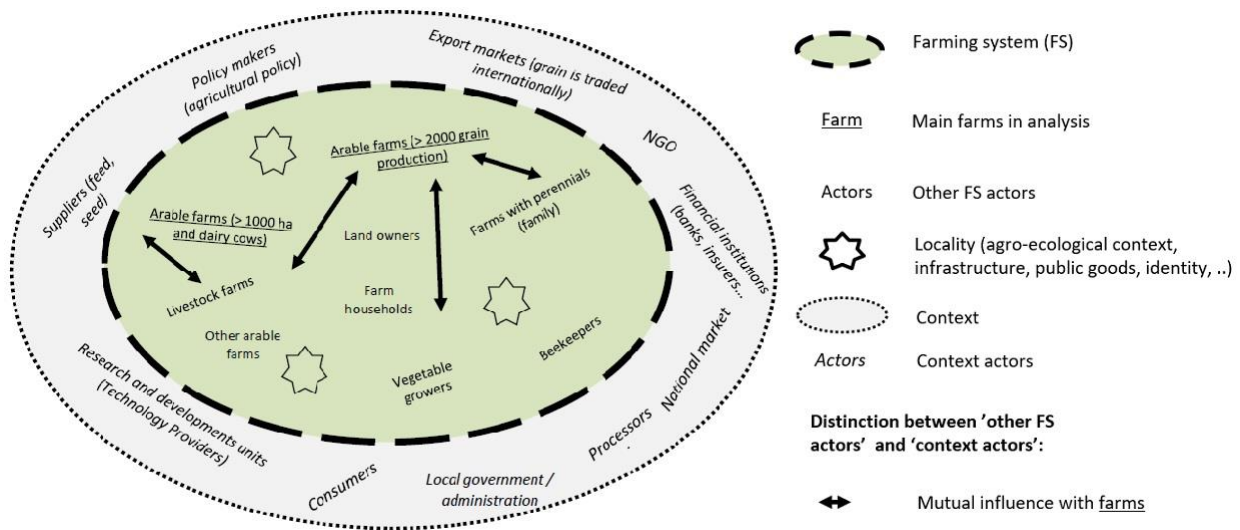 Policy makers
(agricultural policy)
Export markets (grain is traded
internationally)
NGO
Suppliers (feed,
seed)
Financial institutions
(banks, insurers...
Arable farms (> 2000 grain
production)
Farms with perennials
(family)
Arable farms (> 1000 ha
and dairy cows)
Land owners
Livestock farms
Farm
households
Other arable
farms
Beekeepers
Vegetable
growers
National market
Processors
Research and developments units
(Technology Providers)
Consumers
Local government /
administration
Farming system (FS)
Farm
Main farms in analysis
Actors
Other FS actors
Locality (agro-ecological context,
infrastructure, public goods, identity, ..)
Context
Actors
Context actors
Distinction between 'other FS
actors' and 'context actors':
Mutual influence with farms